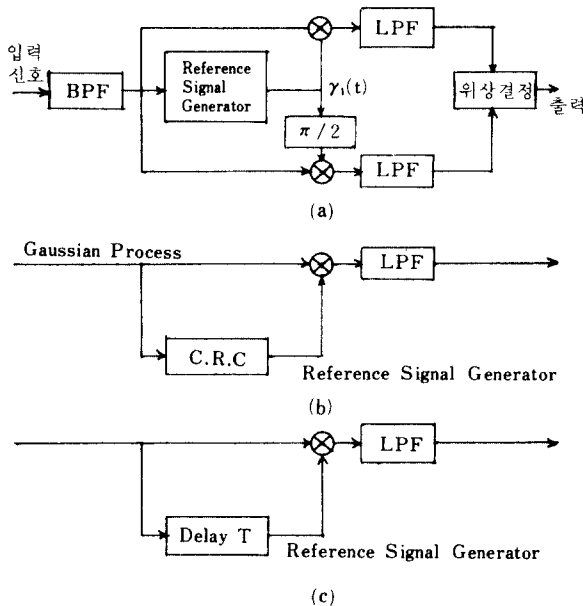 입력
신호
BPF
Reference
Signal
Generator
LPF
γ₁(t)
π / 2
위상결정
출력
LPF
(a)
Gaussian Process
LPF
C.R.C
Reference Signal Generator
(b)
LPF
Delay T
Reference Signal Generator
(c)